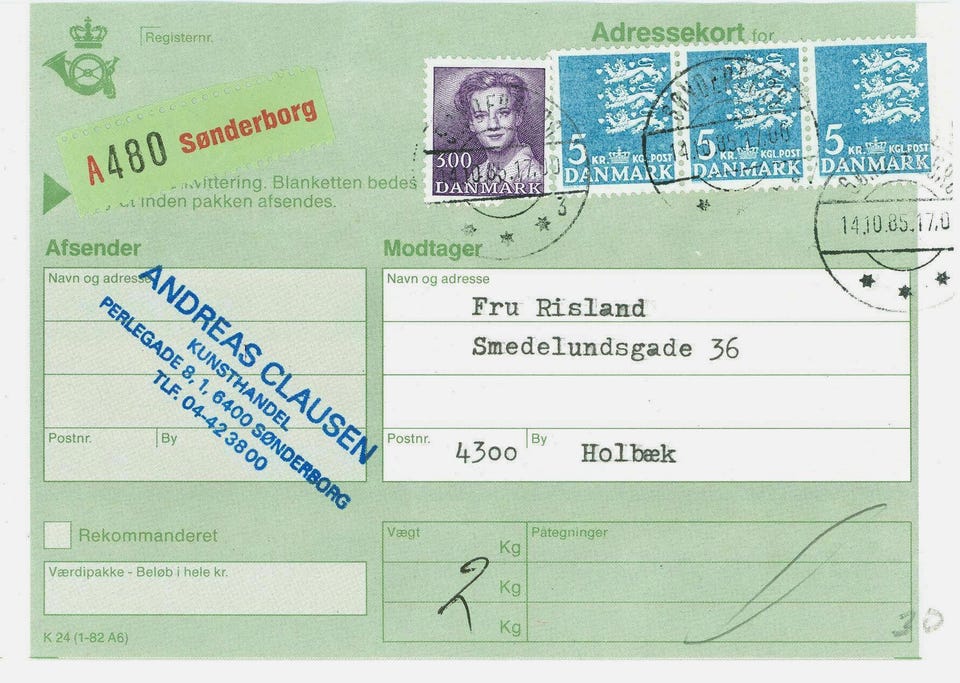 Registernr.
Adressekort for
A480 Sønderborg
kvittering. Blanketten bedes
inden pakken afsendes.
3.00
DANMARK
5 KR. KGL.POST
DANMARK
5 KR. KGL.POST
DANMARK
5 KR. KGL.POST
DANMARK
14.10.85.17.0
3
Afsender
Navn og adresse
ANDREAS CLAUSEN
KUNSTHANDEL
PERLEGADE 8, 1, 6400 SØNDERBORG
TLF. 04-42 38 00
Postnr.
By
Modtager
Navn og adresse
Fru Risland
Smedelundsgade 36
Postnr.
4300
By
Holbæk
Rekommanderet
Værdipakke - Beløb i hele kr.
Vægt
Kg
2 Kg
Kg
Påtegninger
30
K 24 (1-82 A6)